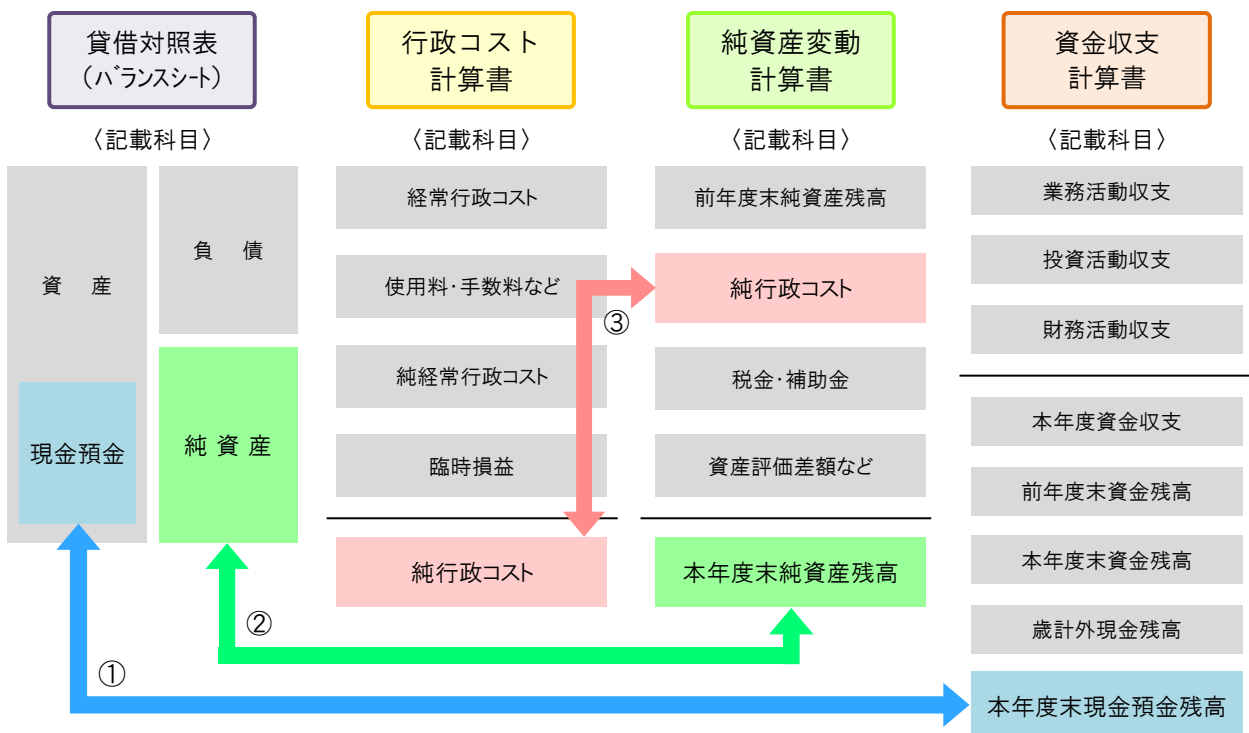 貸借対照表
（バランスシート）
〈記載科目〉
資　産
現金預金
負　債
純 資 産
行政コスト
計算書
〈記載科目〉
経常行政コスト
使用料・手数料など
純経常行政コスト
臨時損益
純行政コスト
純資産変動
計算書
〈記載科目〉
前年度末純資産残高
純行政コスト
税金・補助金
資産評価差額など
本年度末純資産残高
資金収支
計算書
〈記載科目〉
業務活動収支
投資活動収支
財務活動収支
本年度資金収支
前年度末資金残高
本年度末資金残高
歳計外現金残高
本年度末現金預金残高
①
②
③